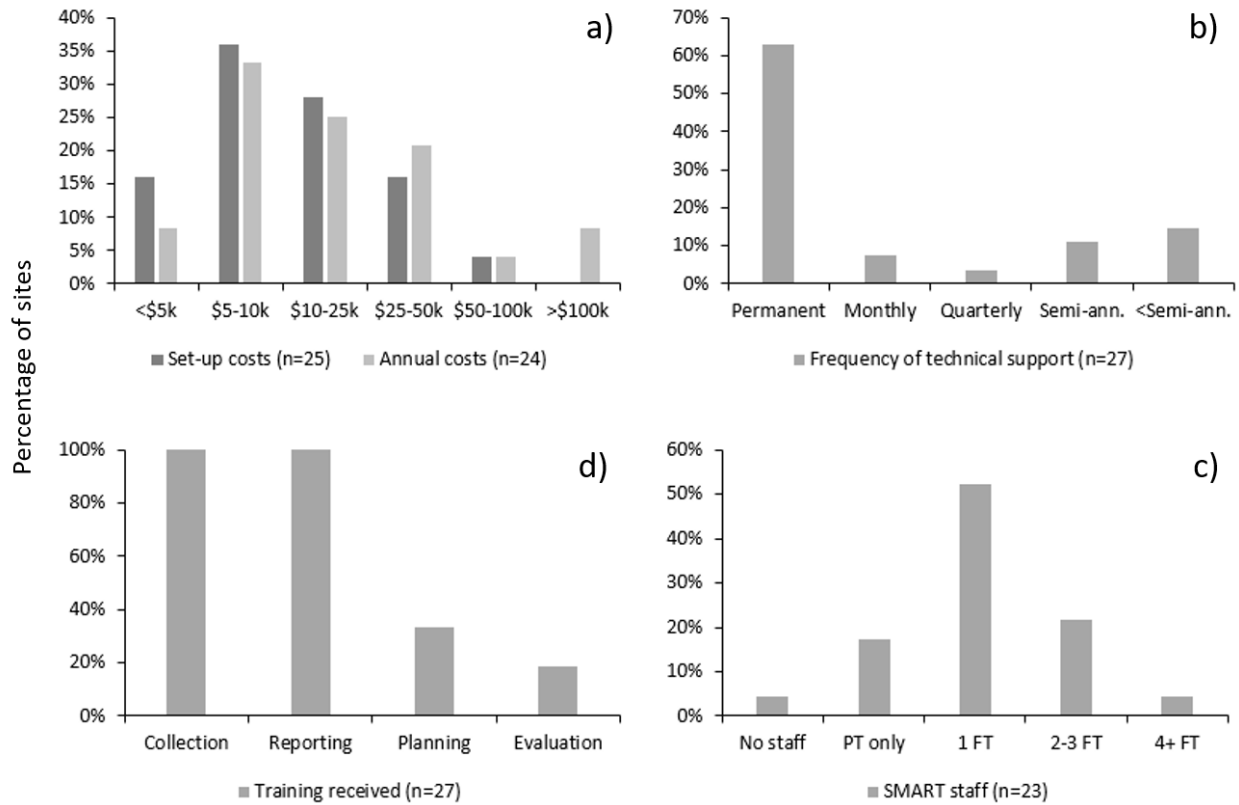 Percentage of sites
a)
40%
35%
30%
25%
20%
15%
10%
5%
0%
<$5k $5-10k $10-25k $25-50k $50-100k >$100k
Set-up costs (n=25) Annual costs (n=24)
b)
70%
60%
50%
40%
30%
20%
10%
0%
Permanent Monthly Quarterly Semi-ann. <Semi-ann.
Frequency of technical support (n=27)
d)
100%
80%
60%
40%
20%
0%
Collection Reporting Planning Evaluation
Training received (n=27)
c)
60%
50%
40%
30%
20%
10%
0%
No staff PT only 1 FT 2-3 FT 4+ FT
SMART staff (n=23)